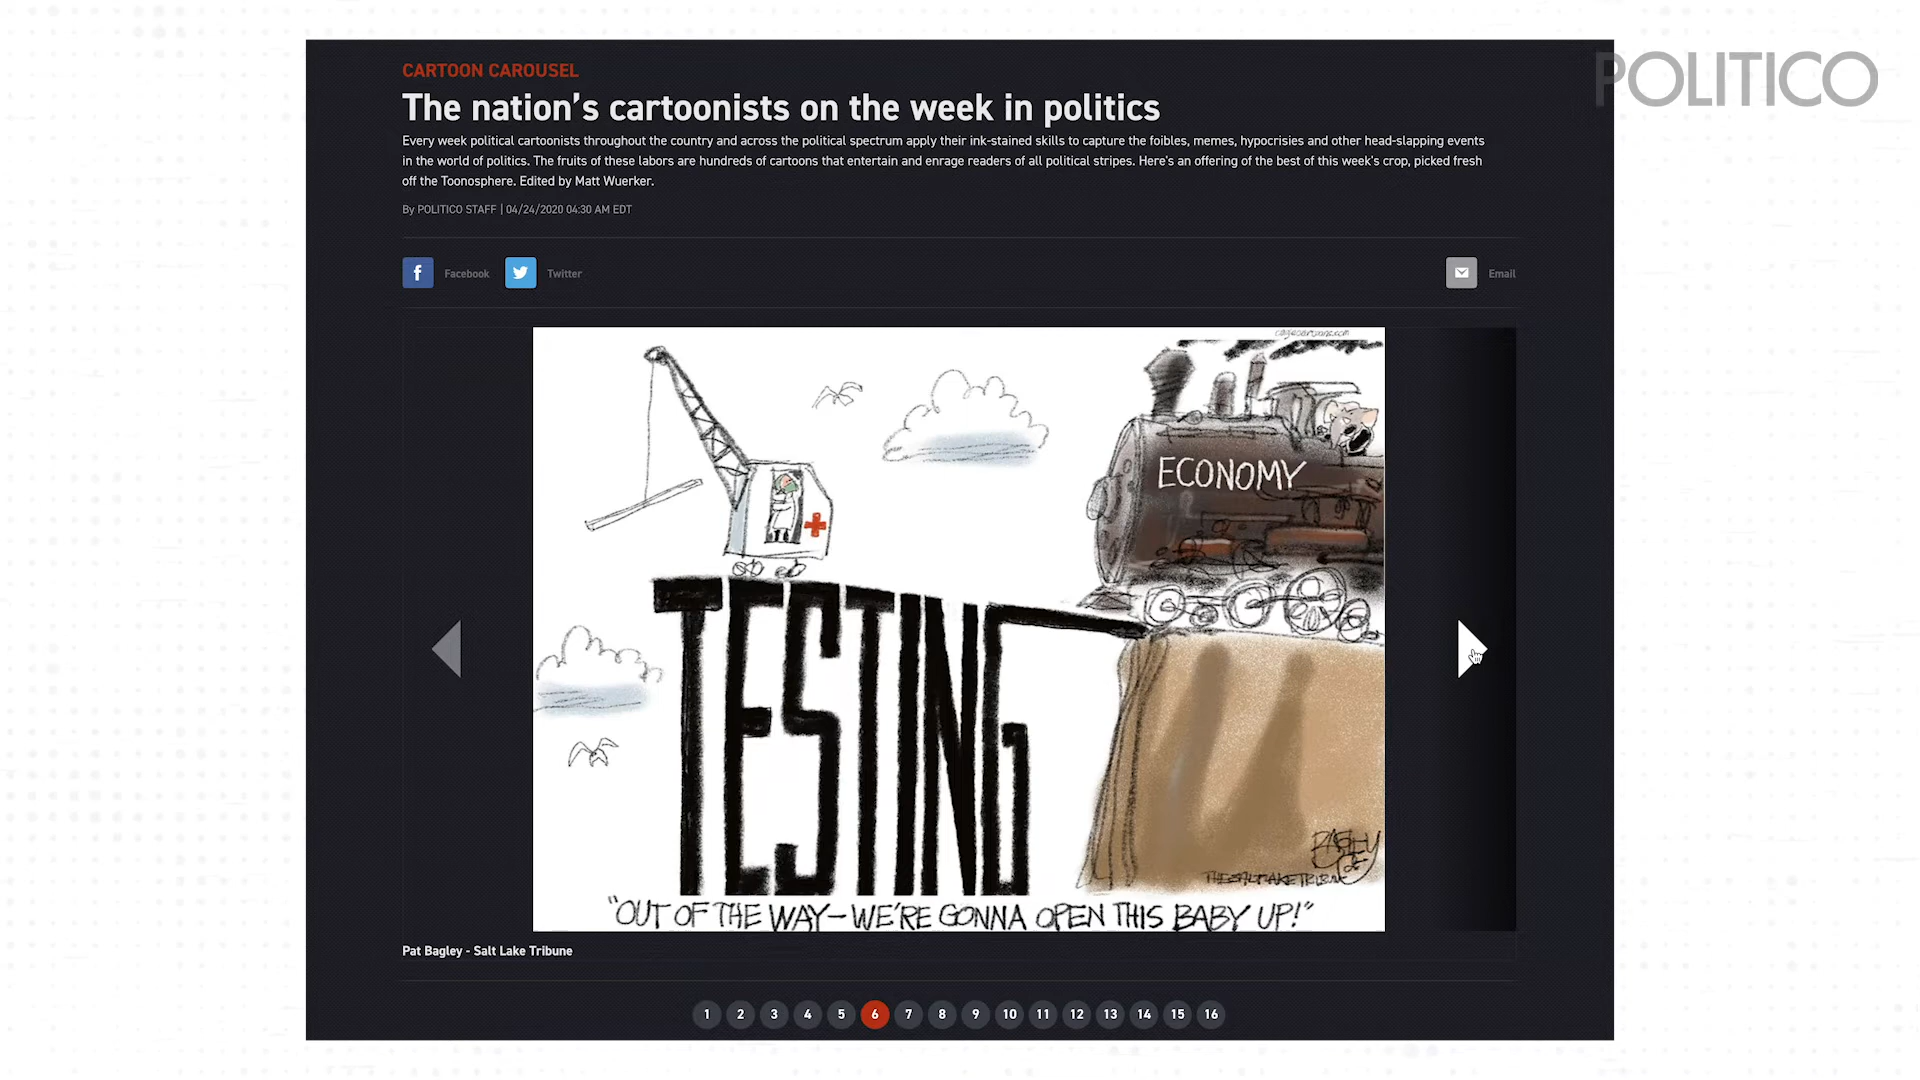 POLITICO
CARTOON CAROUSEL
The nation's cartoonists on the week in politics
Every week political cartoonists throughout the country and across the political spectrum apply their ink-stained skills to capture the foibles, memes, hypocrisies and other head-slapping events
in the world of politics. The fruits of these labors are hundreds of cartoons that entertain and enrage readers of all political stripes. Here's an offering of the best of this week's crop, picked fresh
off the Toonosphere. Edited by Matt Wuerker.
By POLITICO STAFF | 04/24/2020 04:30 AM EDT
f Facebook Twitter Email
ECONOMY
TESTING
BAGLEY
THE SALT LAKE TRIBUNE
"OUT OF THE WAY—WE'RE GONNA OPEN THIS BABY UP!"
Pat Bagley - Salt Lake Tribune
1 2 3 4 5 6 7 8 9 10 11 12 13 14 15 16